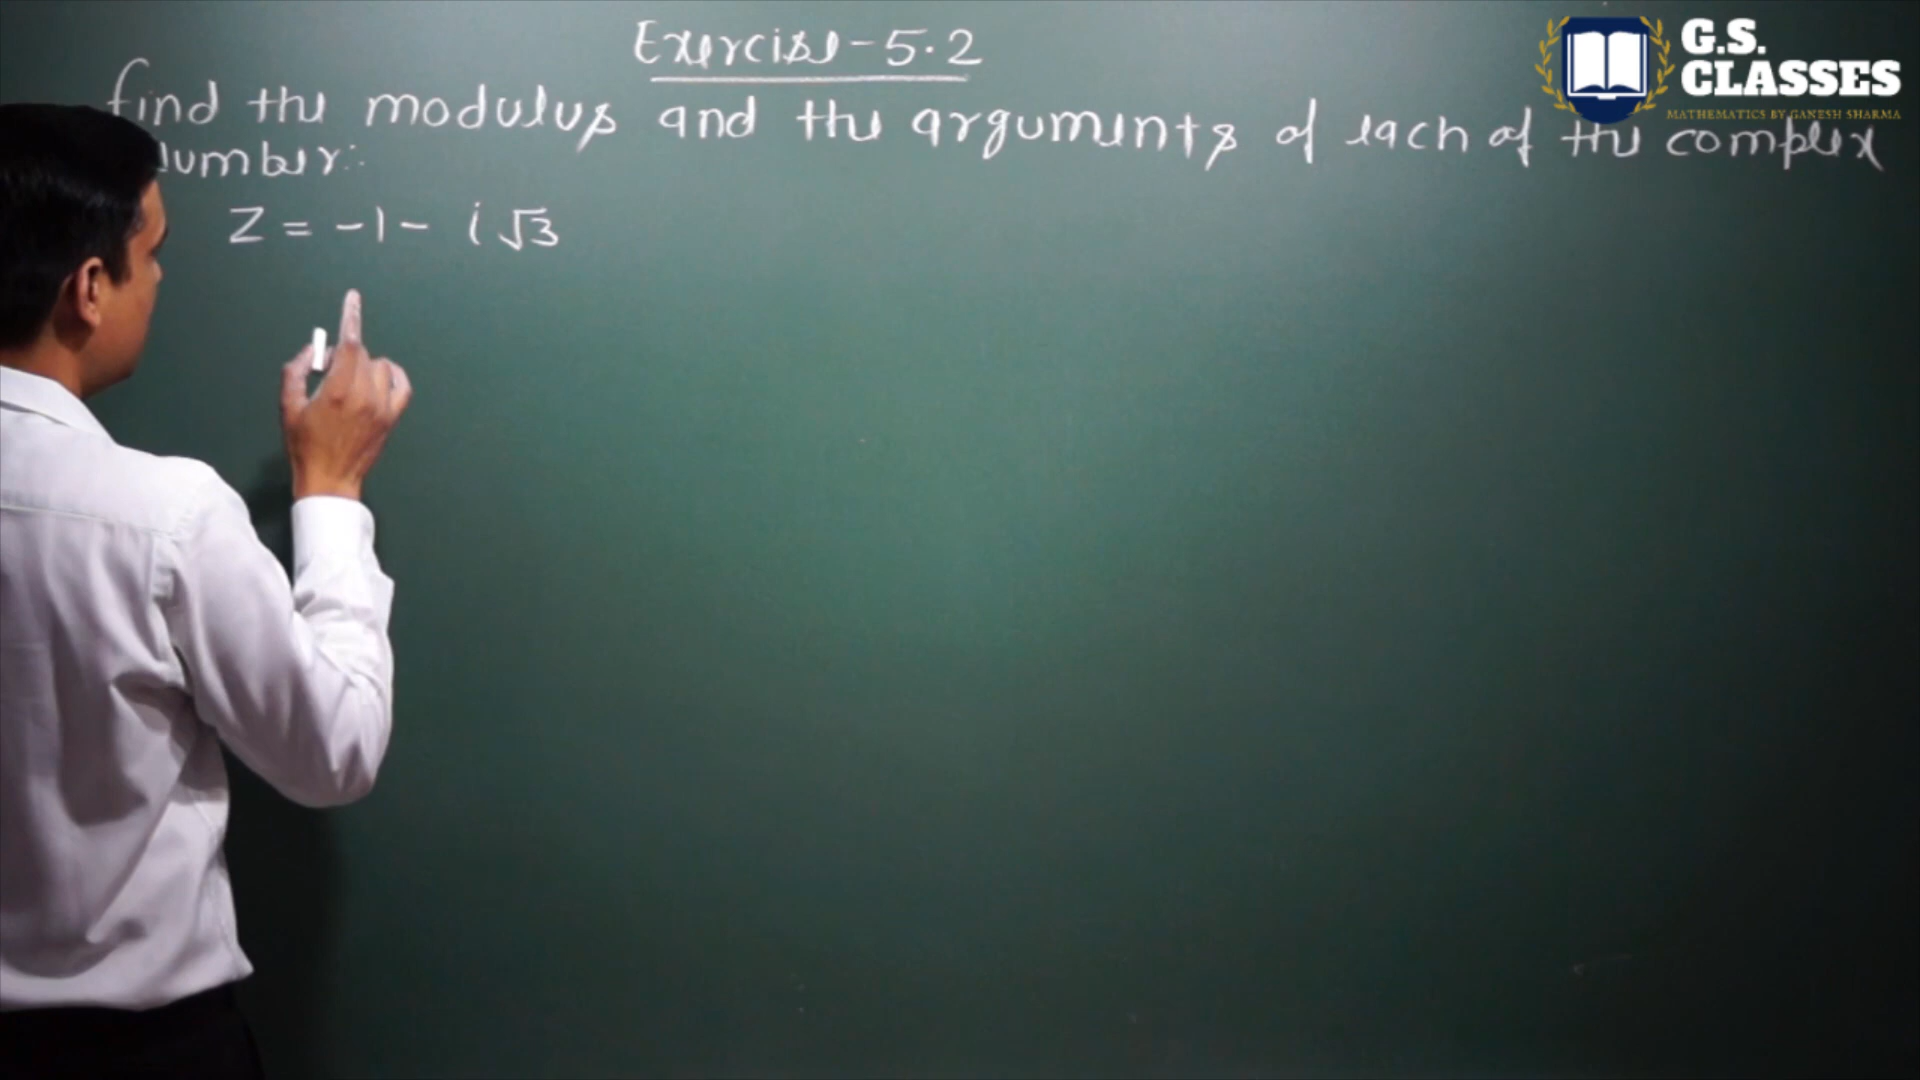 Exercise-5.2
G.S.
CLASSES
MATHEMATICS BY GANESH SHARMA
find the modulus and the arguments of each of the complex
number:
Z = -1 - i √3